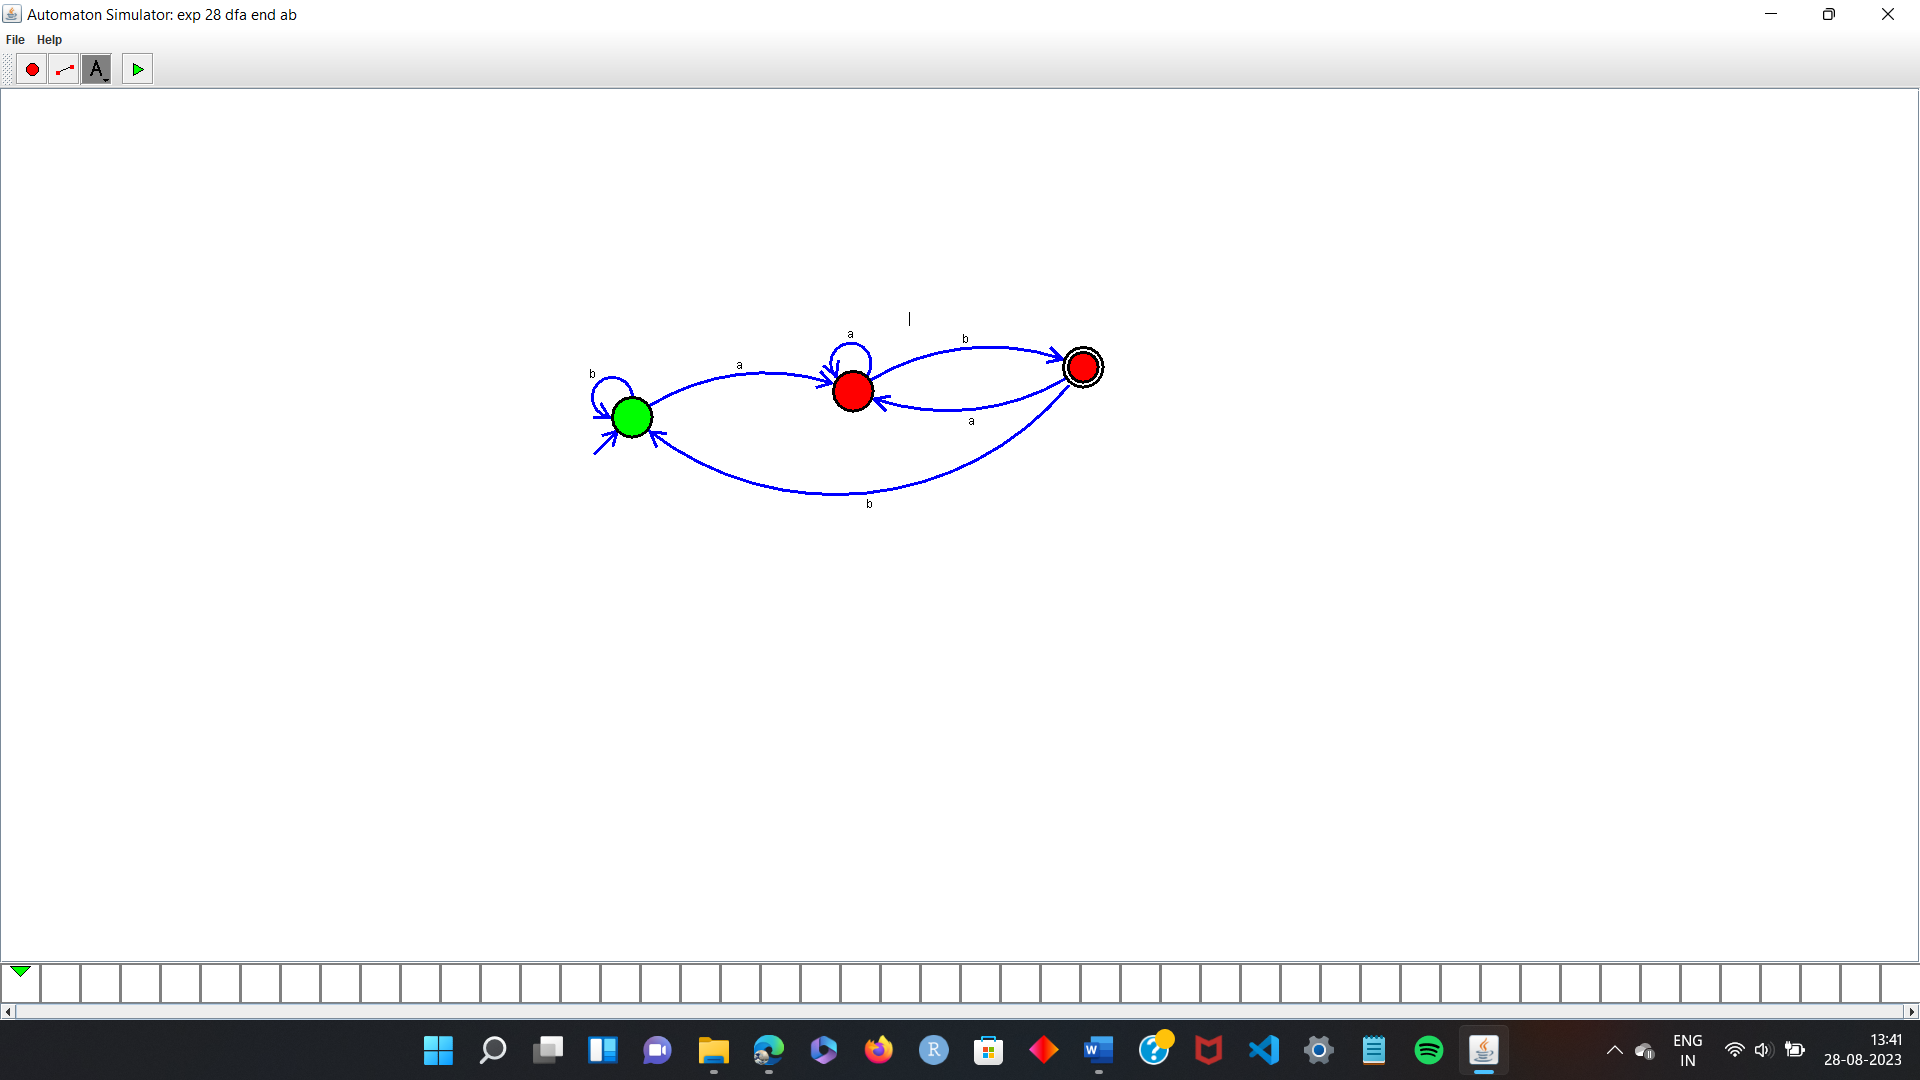 Automaton Simulator: exp 28 dfa end ab
File Help
A
a
b
a
b
b
a
b
R
W
?
ENG
IN
13:41
28-08-2023